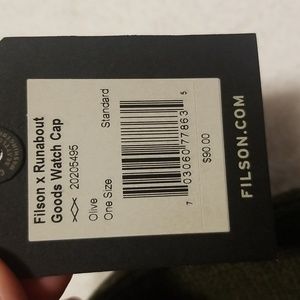 Filson x Runabout
Goods Watch Cap
20205495
Olive
One Size
Standard
7 03060 77863 5
$90.00
FILSON.COM